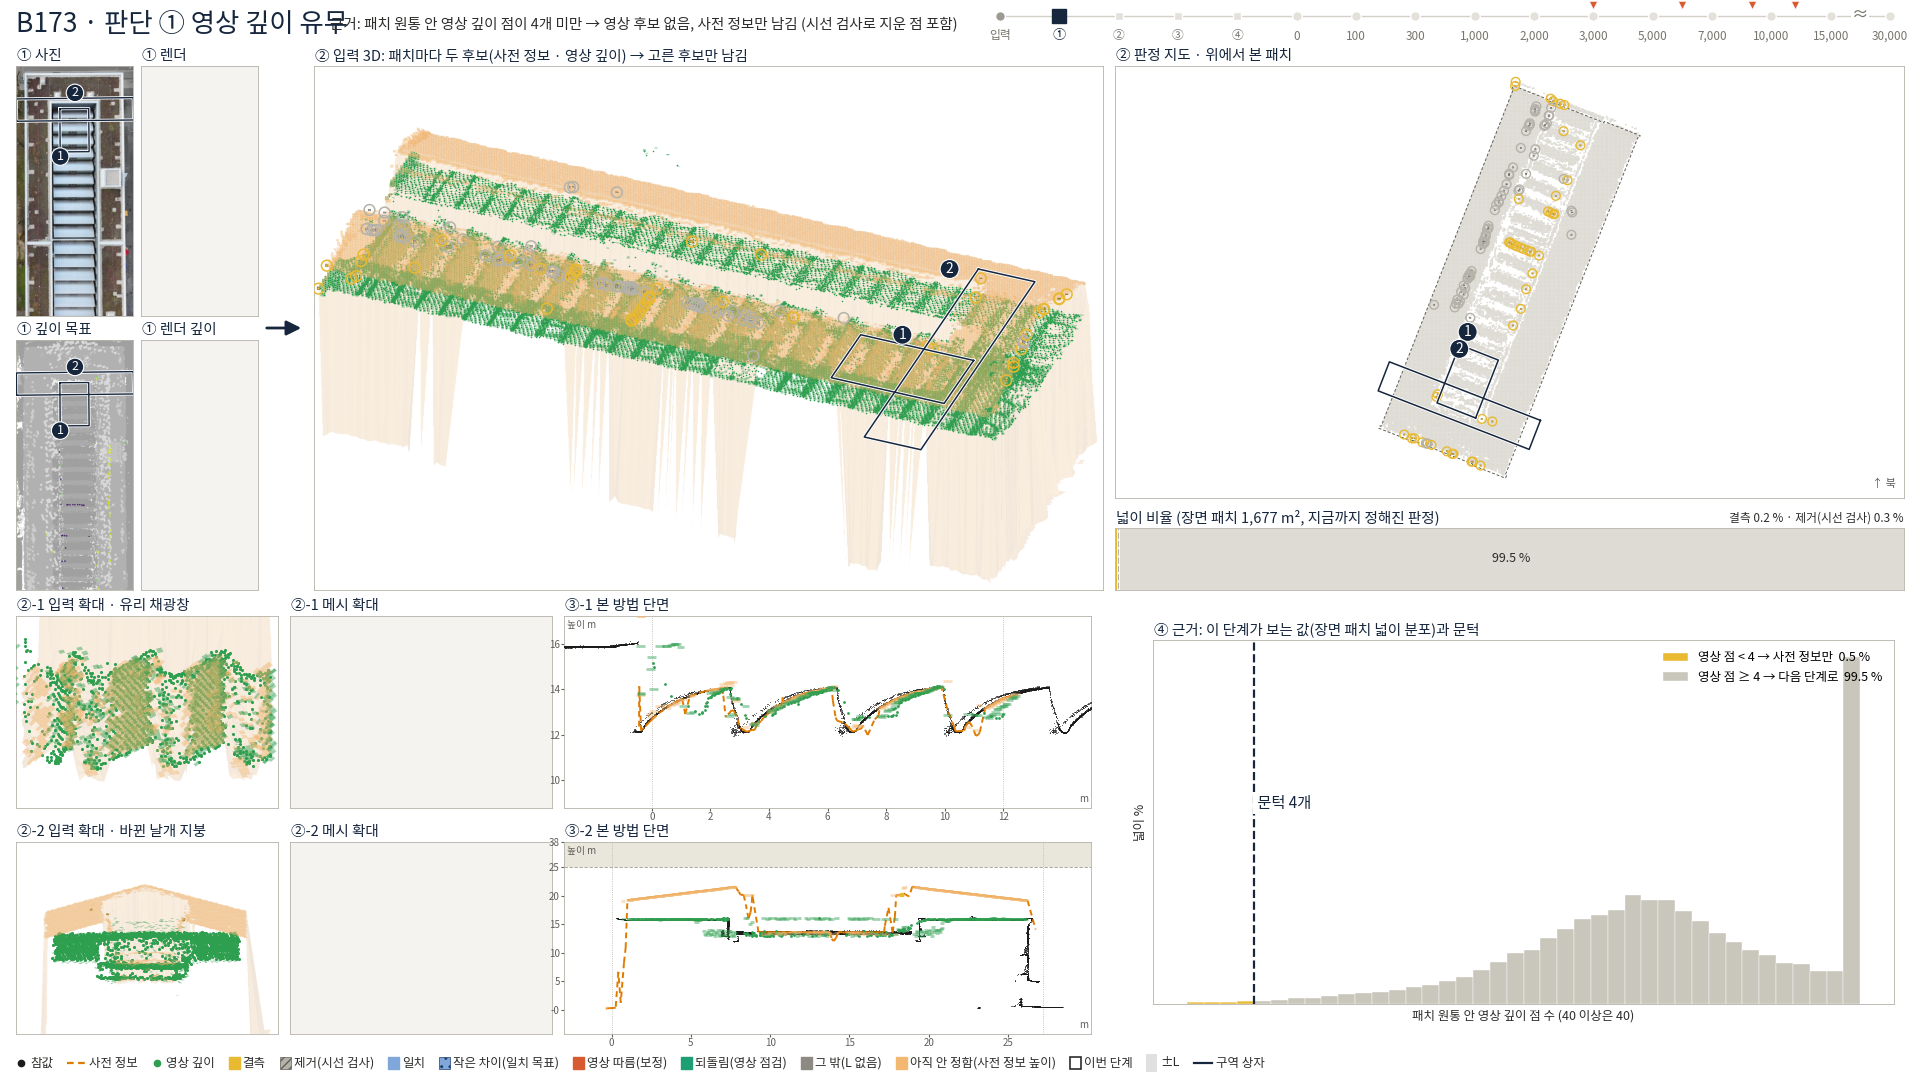 B173 · 판단 ① 영상 깊이 유무
근거: 패치 원통 안 영상 깊이 점이 4개 미만 → 영상 후보 없음, 사전 정보만 남김 (시선 검사로 지운 점 포함)
입력 ① ② ③ ④ 0 100 300 1,000 2,000 3,000 5,000 7,000 10,000 15,000 ≈ 30,000
① 사진
① 렌더
② 입력 3D: 패치마다 두 후보(사전 정보 · 영상 깊이) → 고른 후보만 남김
② 판정 지도 · 위에서 본 패치
2
1
① 깊이 목표
① 렌더 깊이
2
1
2
1
1
2
↑ 북
넓이 비율 (장면 패치 1,677 m², 지금까지 정해진 판정)
결측 0.2 % · 제거(시선 검사) 0.3 %
99.5 %
②-1 입력 확대 · 유리 채광창
②-1 메시 확대
③-1 본 방법 단면
높이 m
16
14
12
10
0 2 4 6 8 10 12
m
②-2 입력 확대 · 바뀐 날개 지붕
②-2 메시 확대
③-2 본 방법 단면
높이 m
38
25
20
15
10
5
0
0 5 10 15 20 25
m
④ 근거: 이 단계가 보는 값(장면 패치 넓이 분포)과 문턱
영상 점 < 4 → 사전 정보만 0.5 %
영상 점 ≥ 4 → 다음 단계로 99.5 %
문턱 4개
넓이 %
패치 원통 안 영상 깊이 점 수 (40 이상은 40)
참값 사전 정보 영상 깊이 결측 제거(시선 검사) 일치 작은 차이(일치 목표) 영상 따름(보정) 되돌림(영상 점검) 그 밖(L 없음) 아직 안 정함(사전 정보 높이) 이번 단계 ±L 구역 상자